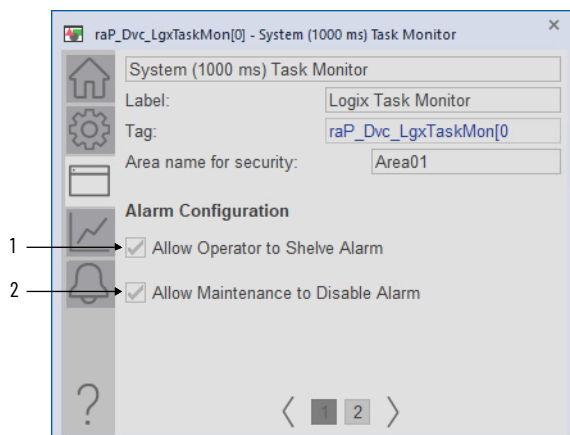 raP_Dvc_LgxTaskMon[0] - System (1000 ms) Task Monitor
System (1000 ms) Task Monitor
Label: Logix Task Monitor
Tag: raP_Dvc_LgxTaskMon[0
Area name for security: Area01
Alarm Configuration
1 Allow Operator to Shelve Alarm
2 Allow Maintenance to Disable Alarm
? 1 2